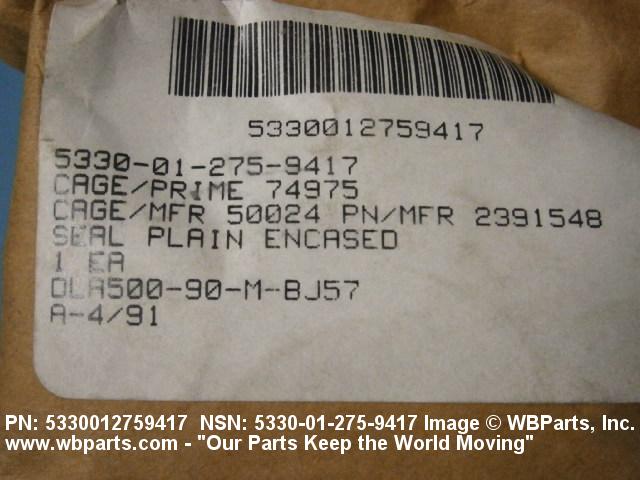 5330012759417
5330-01-275-9417
CAGE/PRIME 74975
CAGE/MFR 50024 PN/MFR 2391548
SEAL PLAIN ENCASED
1 EA
DLA500-90-M-BJ57
A-4/91
PN: 5330012759417 NSN: 5330-01-275-9417 Image © WBParts, Inc.
www.wbparts.com - "Our Parts Keep the World Moving"